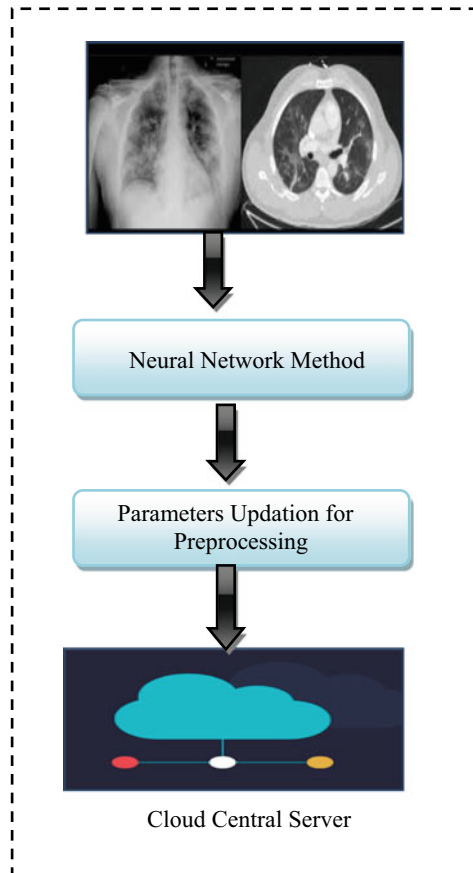 Neural Network Method
Parameters Updation for
Preprocessing
Cloud Central Server